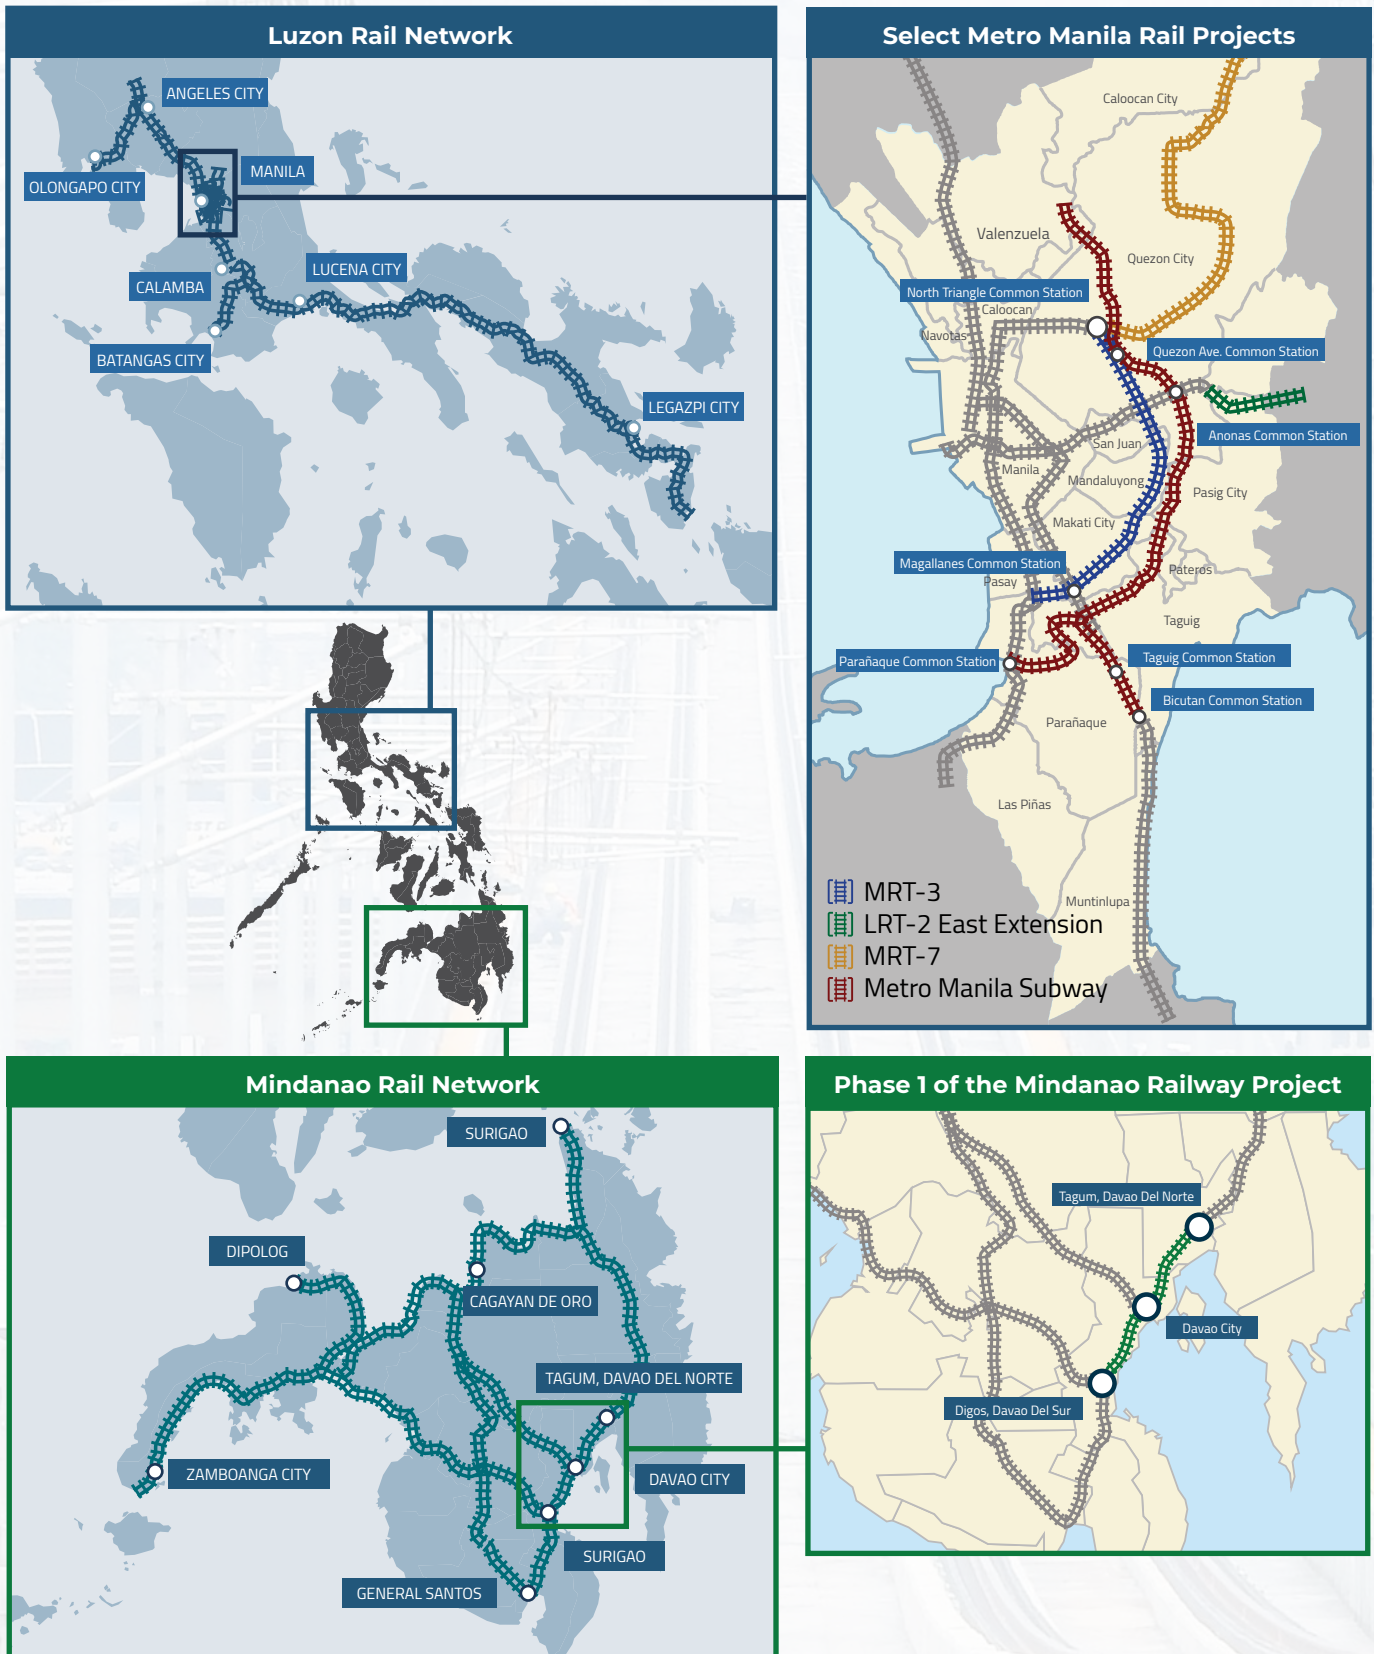 Luzon Rail Network
ANGELES CITY
OLONGAPO CITY
MANILA
LUCENA CITY
CALAMBA
BATANGAS CITY
LEGAZPI CITY
Select Metro Manila Rail Projects
Caloocan City
Valenzuela
Quezon City
North Triangle Common Station
Caloocan
Navotas
Quezon Ave. Common Station
Anonas Common Station
San Juan
Manila
Mandaluyong
Pasig City
Makati City
Magallanes Common Station
Pasay
Pateros
Taguig
Parañaque Common Station
Taguig Common Station
Bicutan Common Station
Parañaque
Las Piñas
Muntinlupa
MRT-3
LRT-2 East Extension
MRT-7
Metro Manila Subway
Mindanao Rail Network
SURIGAO
DIPOLOG
CAGAYAN DE ORO
TAGUM, DAVAO DEL NORTE
ZAMBOANGA CITY
DAVAO CITY
SURIGAO
GENERAL SANTOS
Phase 1 of the Mindanao Railway Project
Tagum, Davao Del Norte
Davao City
Digos, Davao Del Sur